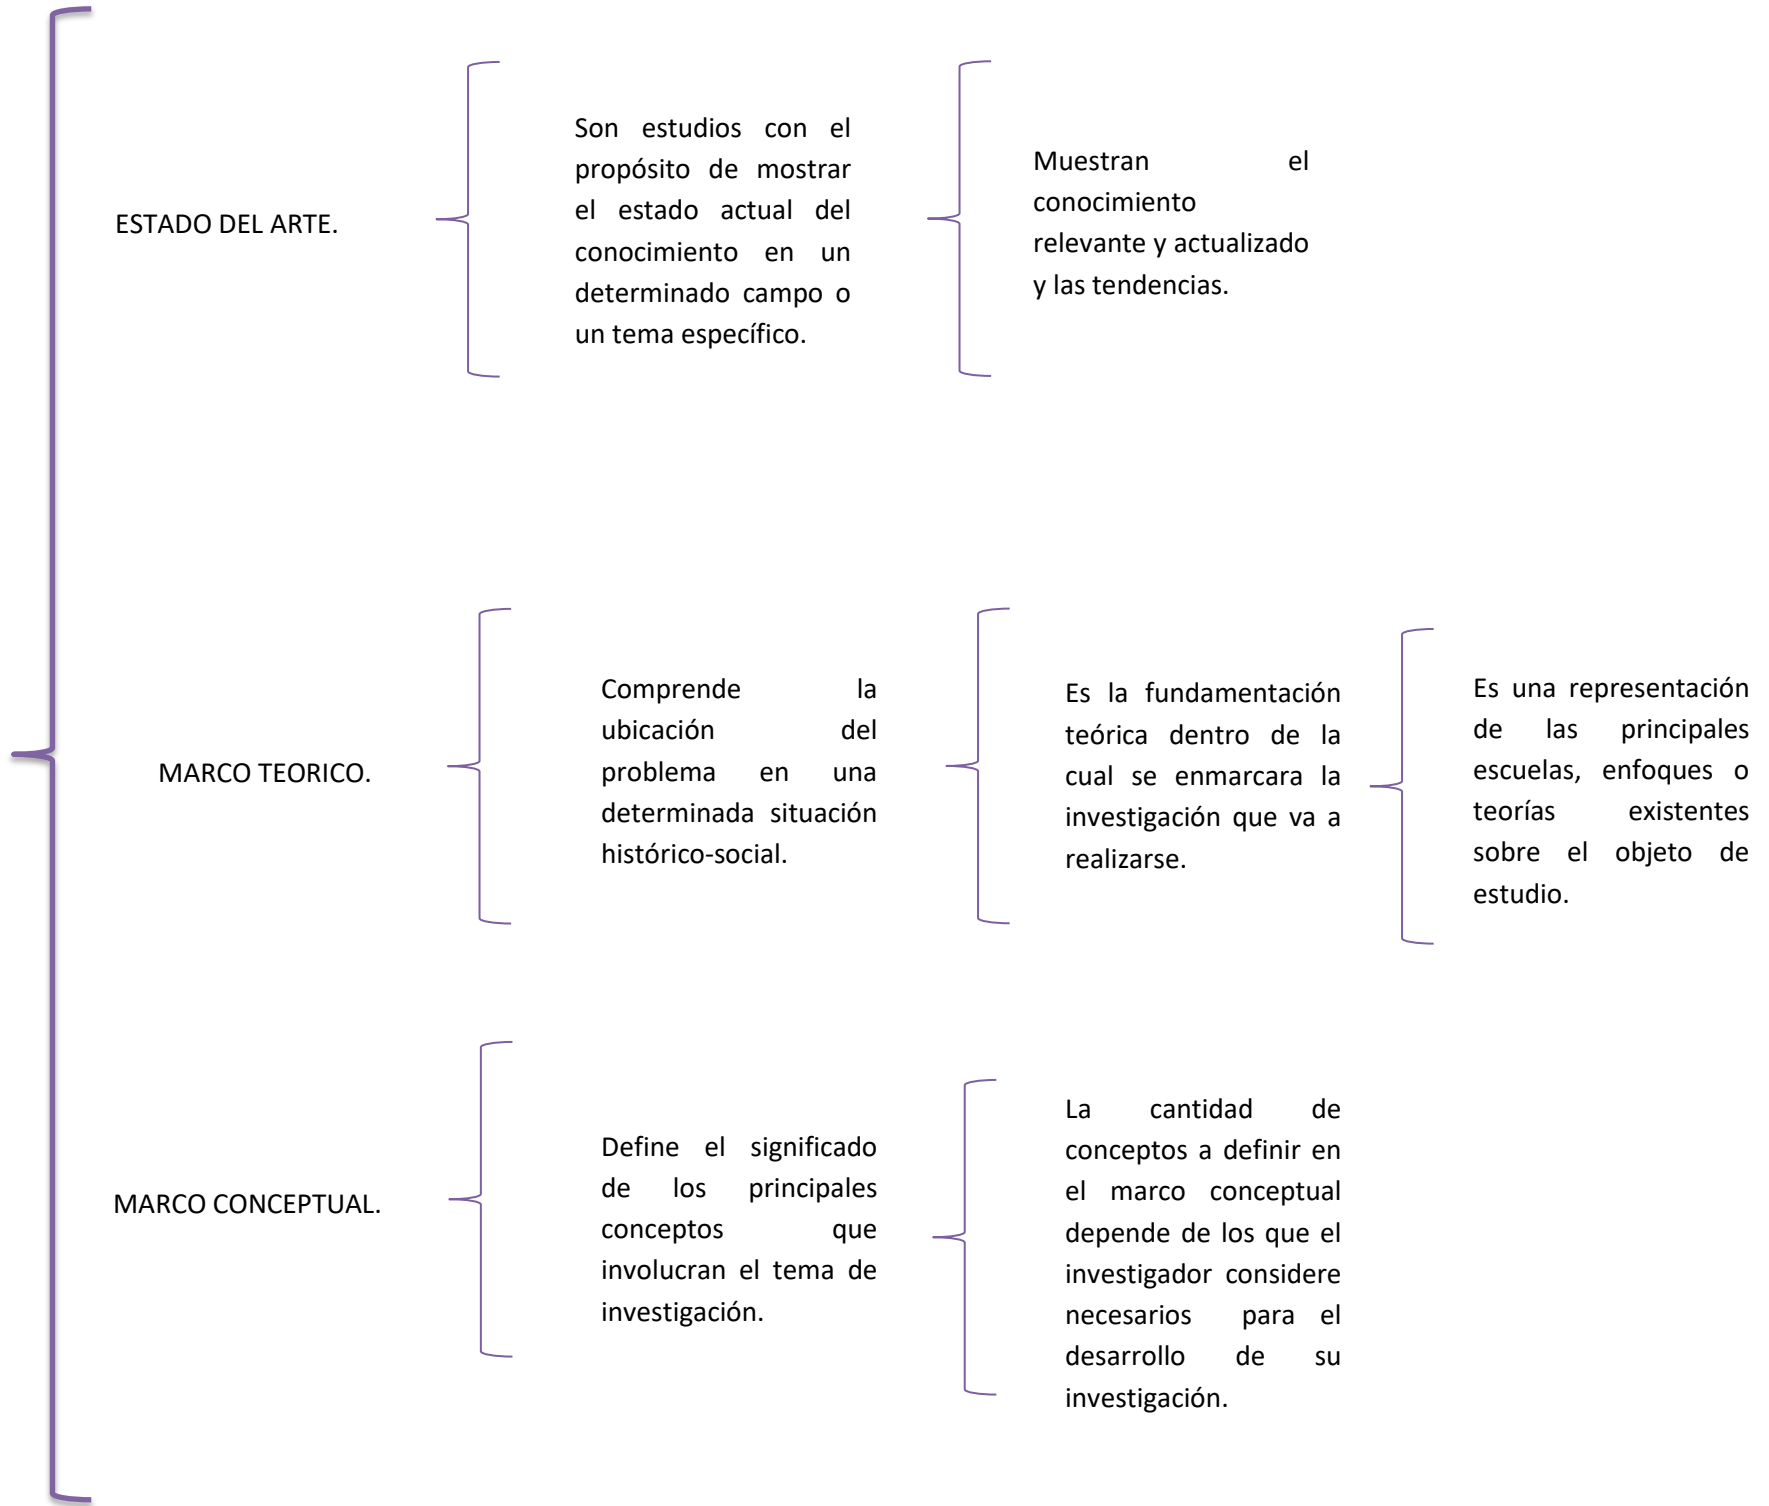 ESTADO DEL ARTE.
Son estudios con el
propósito de mostrar
el estado actual del
conocimiento en un
determinado campo o
un tema específico.
Muestran el
conocimiento
relevante y actualizado
y las tendencias.
MARCO TEORICO.
Comprende la
ubicación del
problema en una
determinada situación
histórico-social.
Es la fundamentación
teórica dentro de la
cual se enmarcara la
investigación que va a
realizarse.
Es una representación
de las principales
escuelas, enfoques o
teorías existentes
sobre el objeto de
estudio.
MARCO CONCEPTUAL.
Define el significado
de los principales
conceptos que
involucran el tema de
investigación.
La cantidad de
conceptos a definir en
el marco conceptual
depende de los que el
investigador considere
necesarios para el
desarrollo de su
investigación.